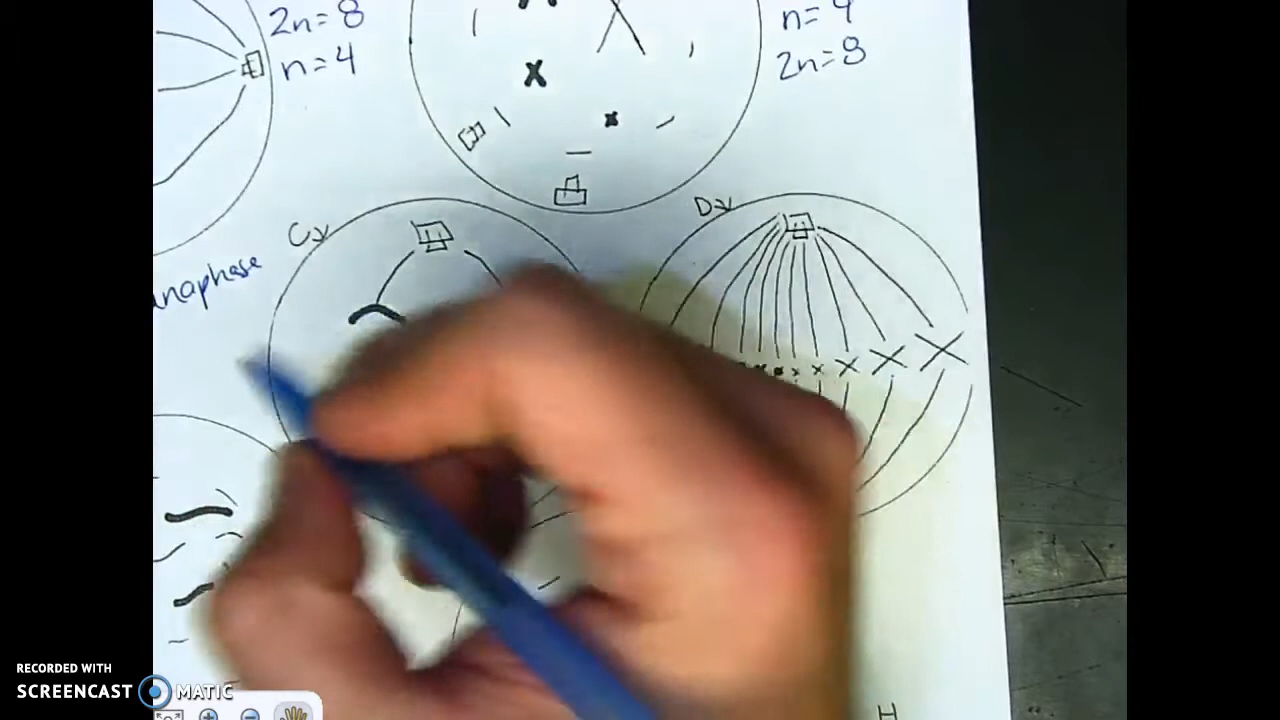 2n=8
n=4
n=4
2n=8
C
D
anaphase
H
RECORDED WITH
SCREENCAST MATIC